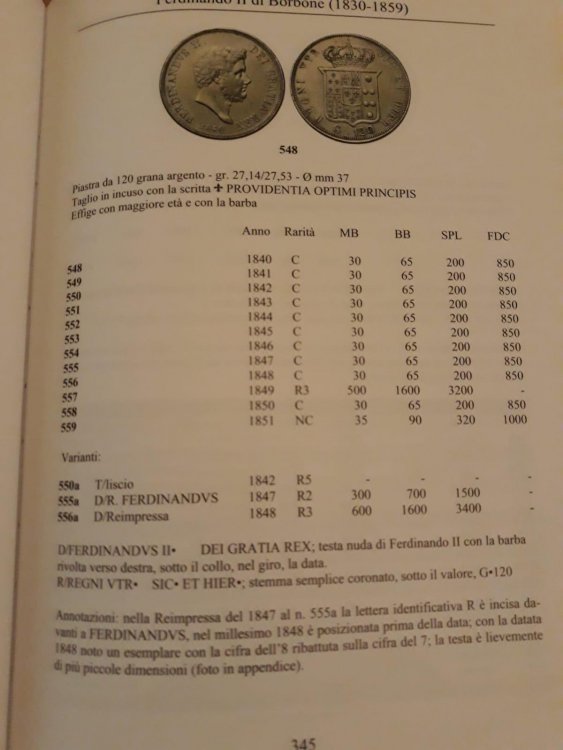 Ferdinando II di Borbone (1830-1859)
FERDINANDVS II DEI GRATIA REX
548
Piastra da 120 grana argento - gr. 27,14/27,53 - Ø mm 37
Taglio in incuso con la scritta ✚ PROVIDENTIA OPTIMI PRINCIPIS
Effige con maggiore età e con la barba
Anno Rarità MB BB SPL FDC
548 1840 C 30 65 200 850
549 1841 C 30 65 200 850
550 1842 C 30 65 200 850
551 1843 C 30 65 200 850
552 1844 C 30 65 200 850
553 1845 C 30 65 200 850
554 1846 C 30 65 200 850
555 1847 C 30 65 200 850
556 1848 C 30 65 200 850
557 1849 R3 500 1600 3200 -
558 1850 C 30 65 200 850
559 1851 NC 35 90 320 1000
Varianti:
550a T/liscio 1842 R5 - - - -
555a D/R. FERDINANDVS 1847 R2 300 700 1500 -
556a D/Reimpressa 1848 R3 600 1600 3400 -
D/FERDINANDVS II• DEI GRATIA REX; testa nuda di Ferdinando II con la barba
rivolta verso destra, sotto il collo, nel giro, la data.
R/REGNI VTR• SIC• ET HIER•; stemma semplice coronato, sotto il valore, G•120
Annotazioni: nella Reimpressa del 1847 al n. 555a la lettera identificativa R è incisa da-
vanti a FERDINANDVS, nel millesimo 1848 è posizionata prima della data; con la datata
1848 noto un esemplare con la cifra dell'8 ribattuta sulla cifra del 7; la testa è lievemente
di più piccole dimensioni (foto in appendice).
345